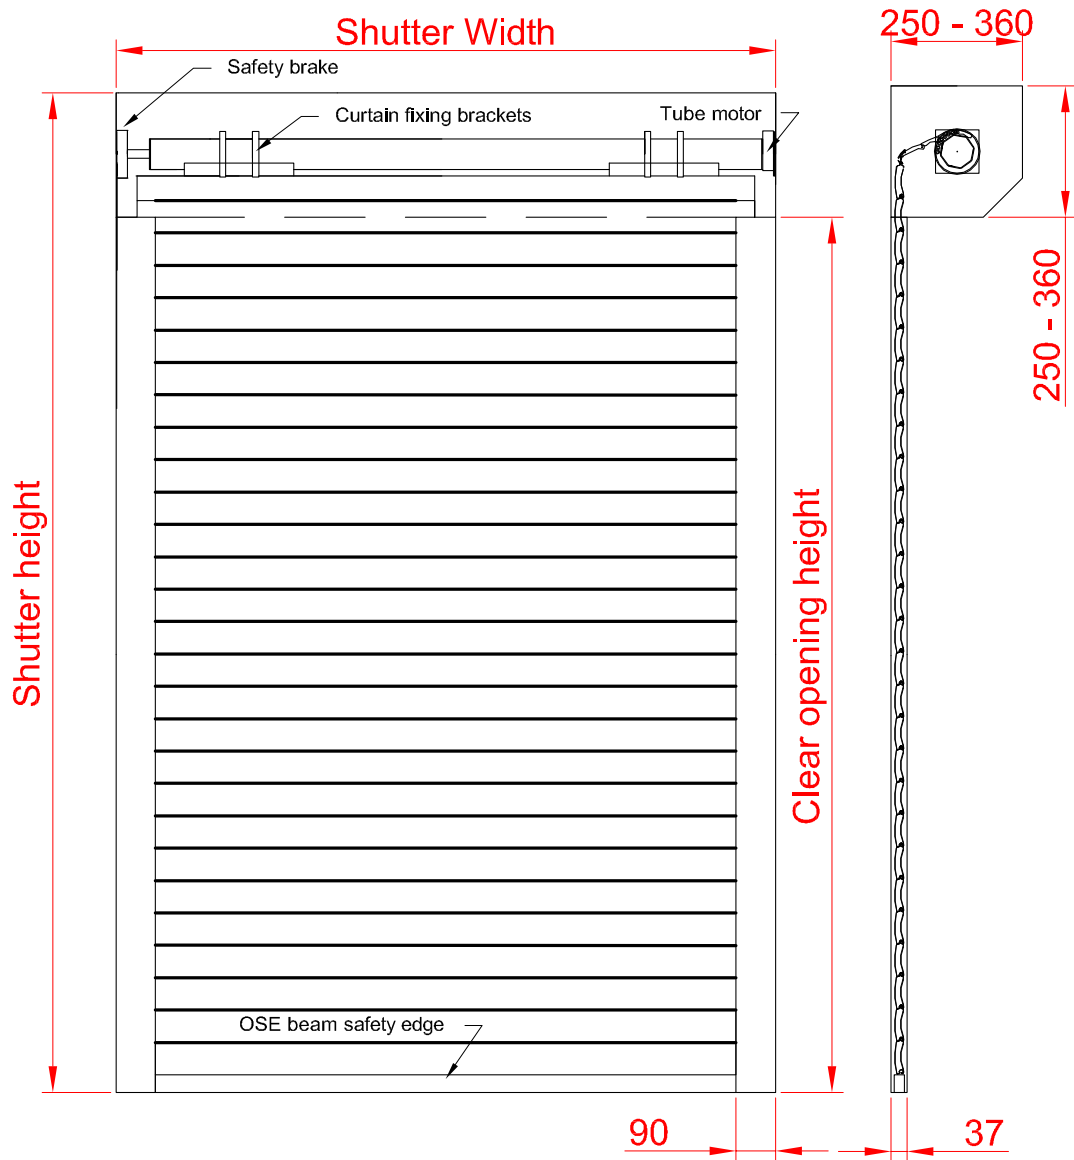 Shutter Width
250 - 360
Safety brake
Curtain fixing brackets
Tube motor
250 - 360
Shutter height
Clear opening height
OSE beam safety edge
90
37